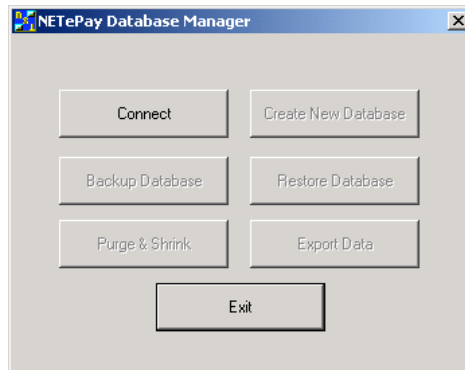 NETePay Database Manager
Connect
Create New Database
Backup Database
Restore Database
Purge & Shrink
Export Data
Exit